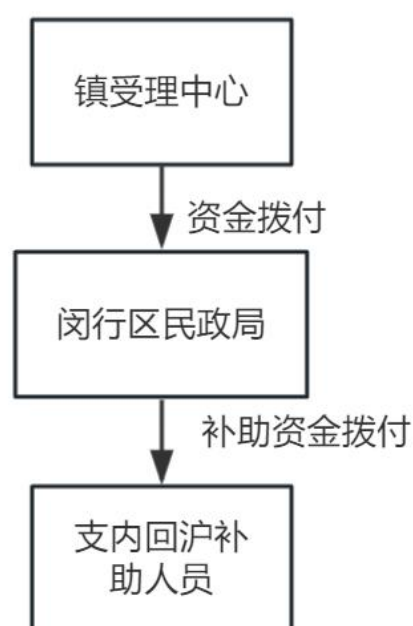 镇受理中心
资金拨付
闵行区民政局
补助资金拨付
支内回沪补
助人员